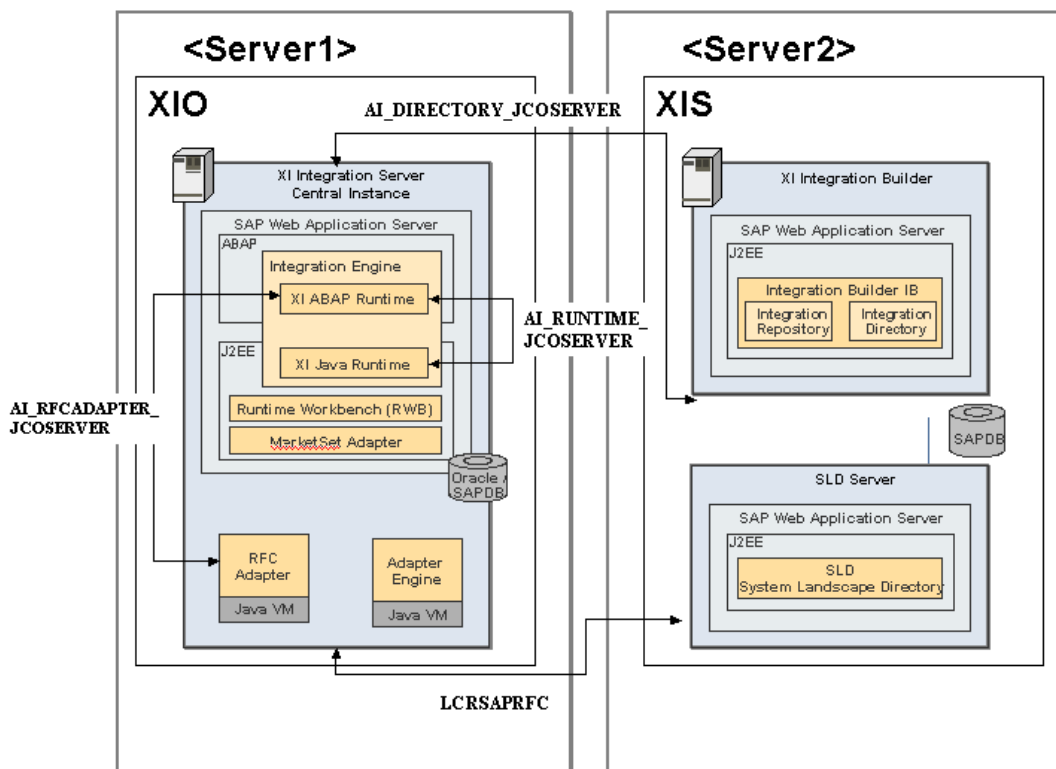 <Server1>
<Server2>
XIO
XIS
AI_DIRECTORY_JCOSERVER
XI Integration Server
Central Instance
SAP Web Application Server
ABAP
Integration Engine
XI ABAP Runtime
J2EE
XI Java Runtime
Runtime Workbench (RWB)
MarketSet Adapter
Oracle /
SAPDB
AI_RUNTIME_
JCOSERVER
AI_RFCADAPTER_
JCOSERVER
RFC
Adapter
Java VM
Adapter
Engine
Java VM
XI Integration Builder
SAP Web Application Server
J2EE
Integration Builder IB
Integration
Repository
Integration
Directory
SAPDB
SLD Server
SAP Web Application Server
J2EE
SLD
System Landscape Directory
LCRSAPRFC